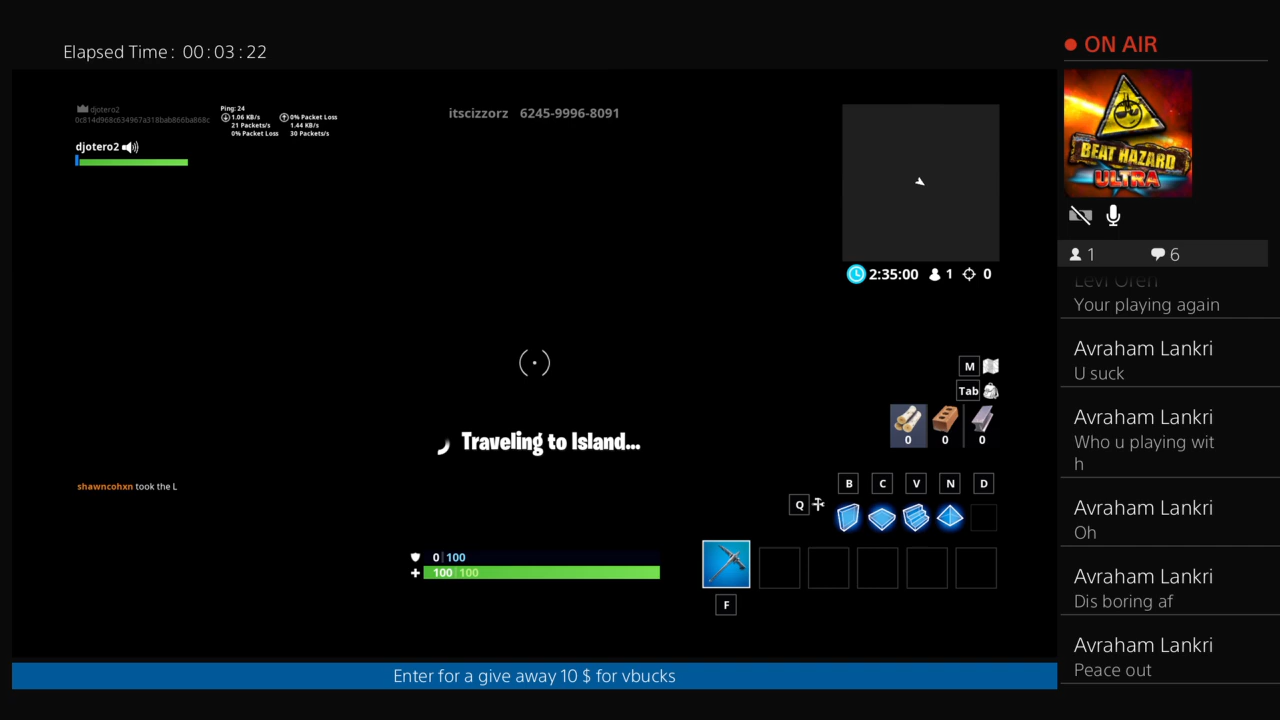 Elapsed Time: 00:03:22
ON AIR
djotero2
Ping: 24
1.06 KB/s
0% Packet Loss
21 Packets/s
1.44 KB/s
0% Packet Loss
30 Packets/s
djotero2
itscizzorz 6245-9996-8091
BEAT HAZARD
ULTRA
1
6
2:35:00
1
0
Levi Oren
Your playing again
Avraham Lankri
U suck
Avraham Lankri
Who u playing wit
h
Avraham Lankri
Oh
Avraham Lankri
Dis boring af
Avraham Lankri
Peace out
M
Tab
0 0 0
Traveling to Island...
shawncohxn took the L
B C V N D
Q
0|100
100|100
F
Enter for a give away 10 $ for vbucks